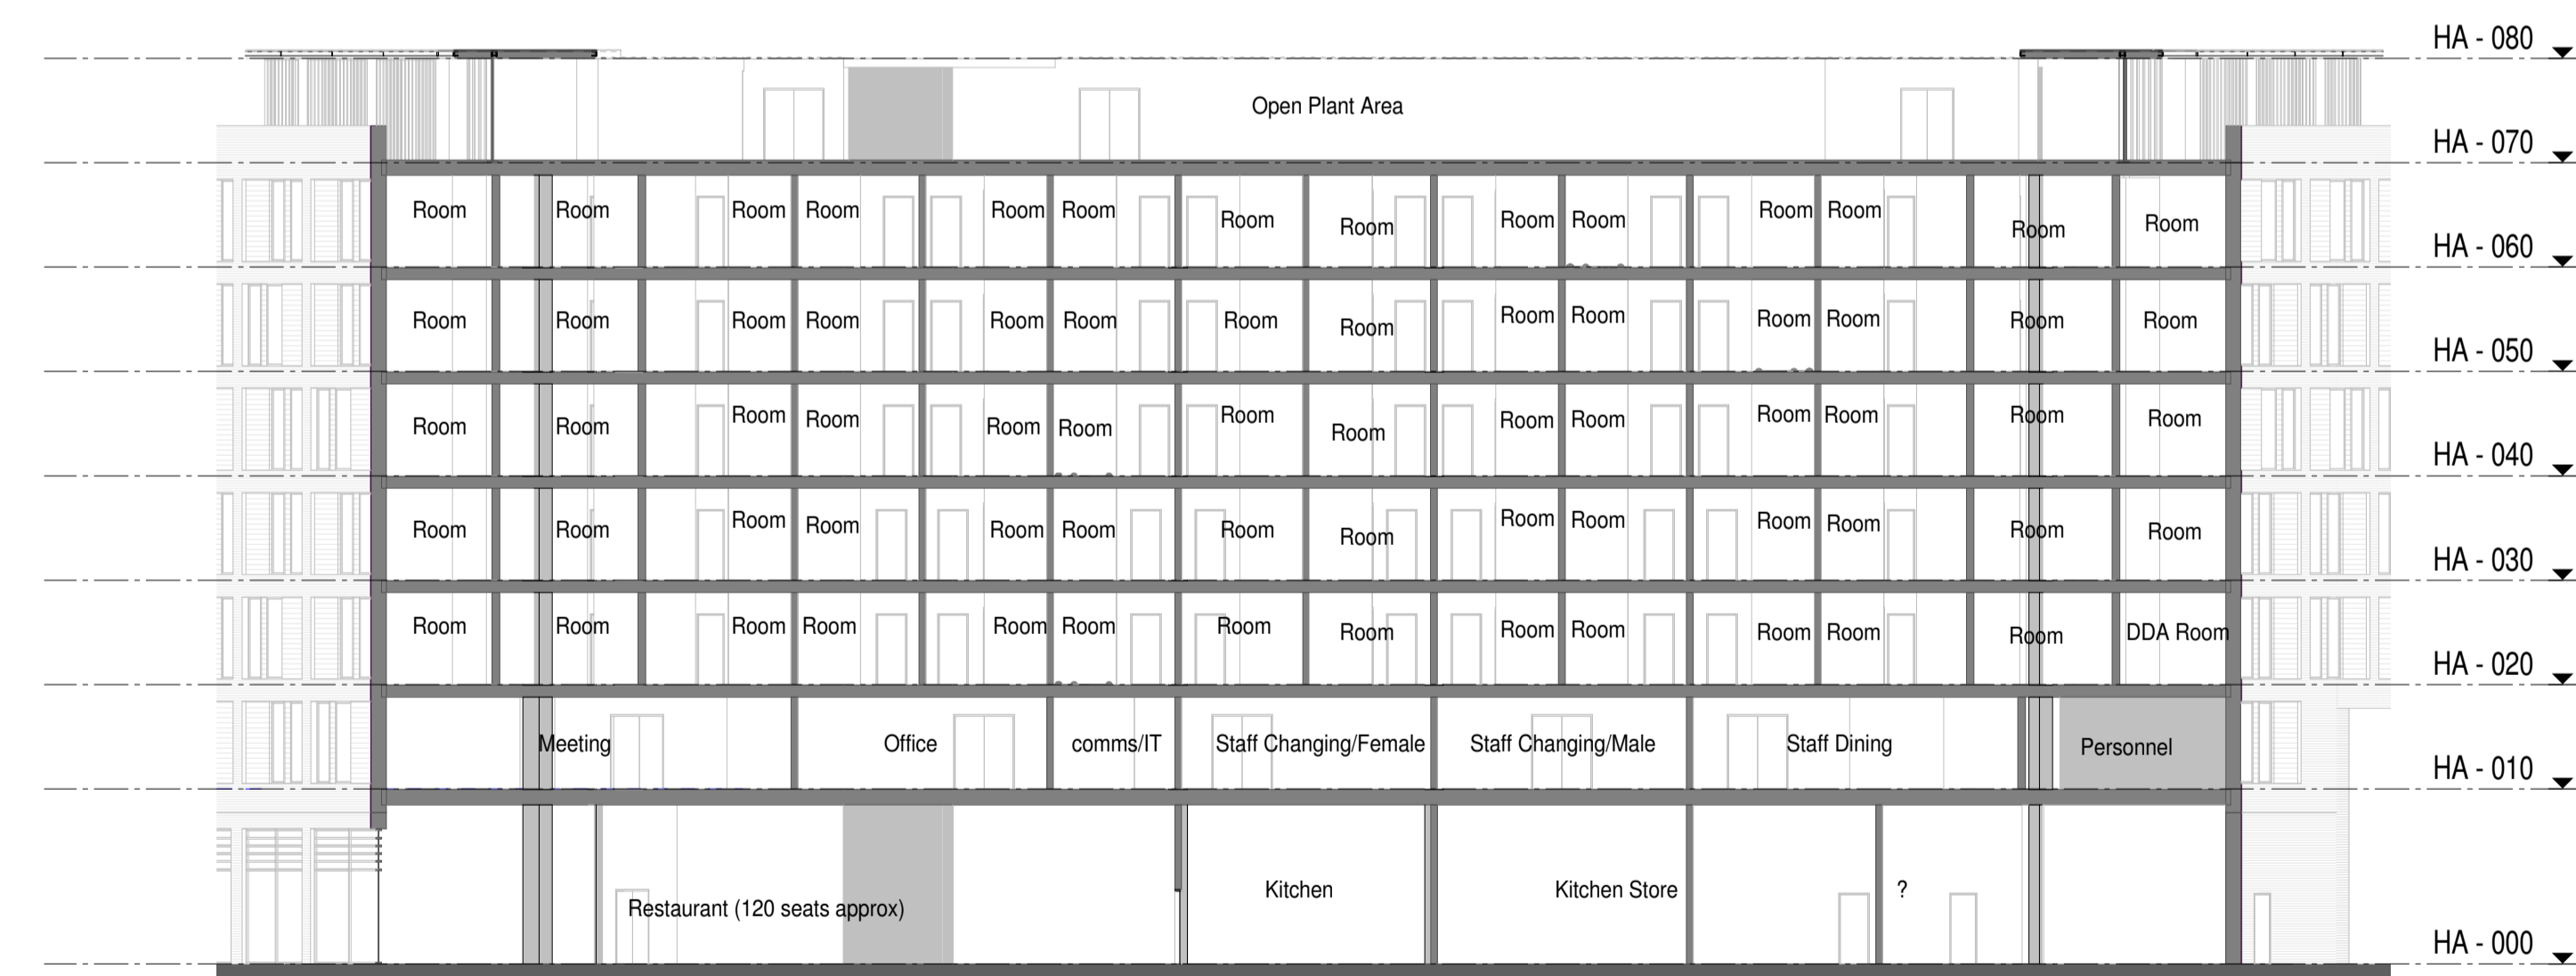 HA - 080
Open Plant Area
HA - 070
Room Room Room Room Room Room Room Room Room Room Room Room Room Room
HA - 060
Room Room Room Room Room Room Room Room Room Room Room Room Room Room
HA - 050
Room Room Room Room Room Room Room Room Room Room Room Room Room Room
HA - 040
Room Room Room Room Room Room Room Room Room Room Room Room Room Room
HA - 030
Room Room Room Room Room Room Room Room Room Room Room Room Room DDA Room
HA - 020
Meeting Office comms/IT Staff Changing/Female Staff Changing/Male Staff Dining Personnel
HA - 010
Restaurant (120 seats approx) Kitchen Kitchen Store ?
HA - 000